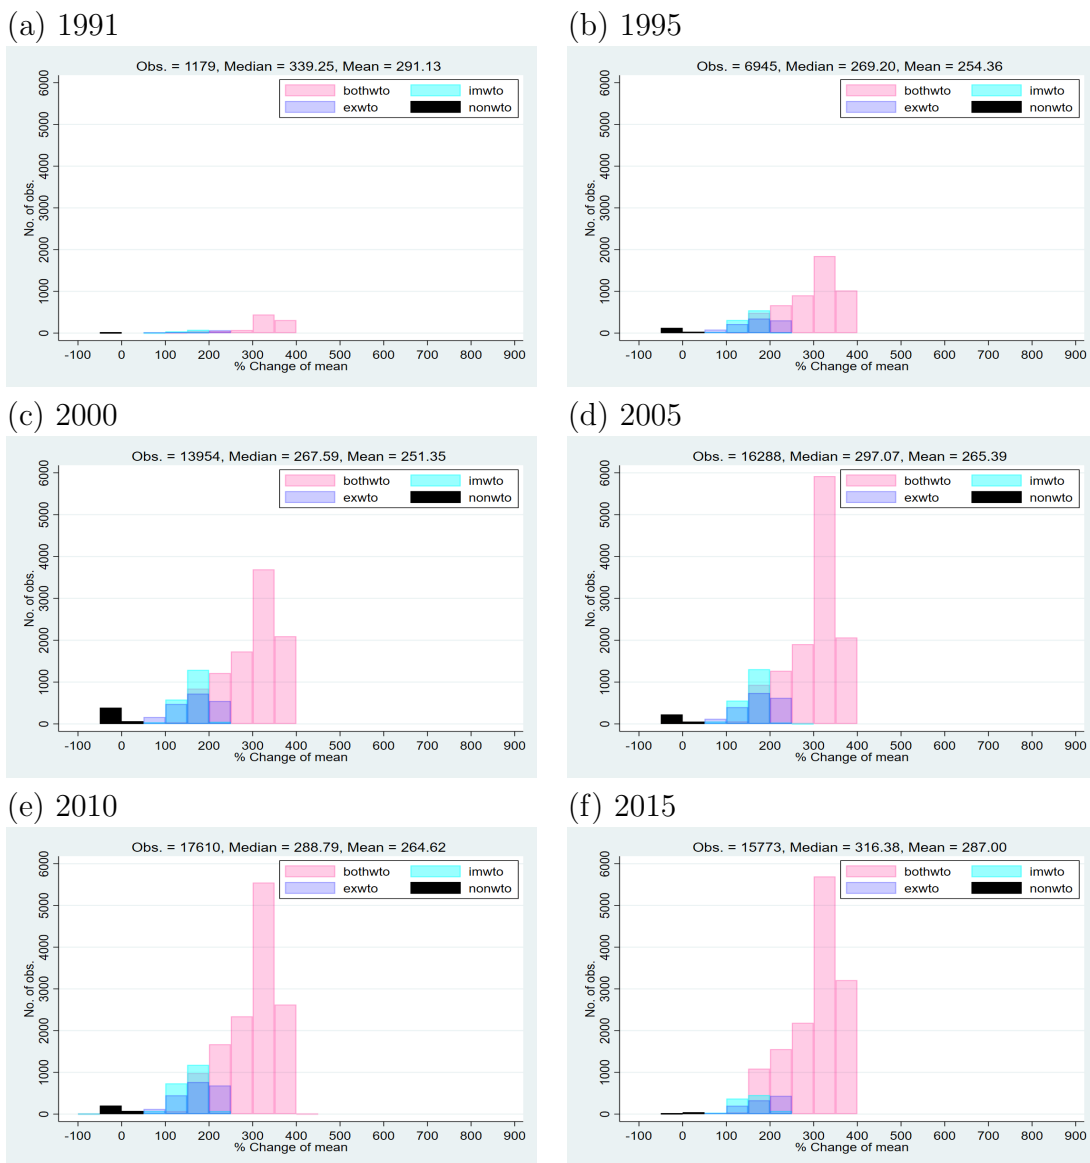 (a) 1991
Obs. = 1179, Median = 339.25, Mean = 291.13
bothwto imwto
exwto nonwto
No. of obs.
6000
5000
4000
3000
2000
1000
0
-100 0 100 200 300 400 500 600 700 800 900
% Change of mean
(b) 1995
Obs. = 6945, Median = 269.20, Mean = 254.36
bothwto imwto
exwto nonwto
No. of obs.
6000
5000
4000
3000
2000
1000
0
-100 0 100 200 300 400 500 600 700 800 900
% Change of mean
(c) 2000
Obs. = 13954, Median = 267.59, Mean = 251.35
bothwto imwto
exwto nonwto
No. of obs.
6000
5000
4000
3000
2000
1000
0
-100 0 100 200 300 400 500 600 700 800 900
% Change of mean
(d) 2005
Obs. = 16288, Median = 297.07, Mean = 265.39
bothwto imwto
exwto nonwto
No. of obs.
6000
5000
4000
3000
2000
1000
0
-100 0 100 200 300 400 500 600 700 800 900
% Change of mean
(e) 2010
Obs. = 17610, Median = 288.79, Mean = 264.62
bothwto imwto
exwto nonwto
No. of obs.
6000
5000
4000
3000
2000
1000
0
-100 0 100 200 300 400 500 600 700 800 900
% Change of mean
(f) 2015
Obs. = 15773, Median = 316.38, Mean = 287.00
bothwto imwto
exwto nonwto
No. of obs.
6000
5000
4000
3000
2000
1000
0
-100 0 100 200 300 400 500 600 700 800 900
% Change of mean